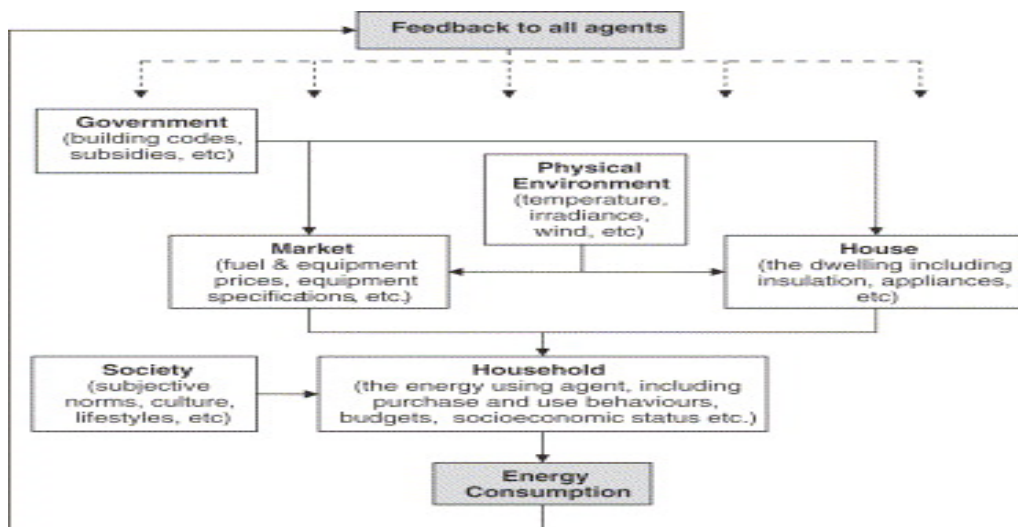 Feedback to all agents
Government
(building codes,
subsidies, etc)
Physical
Environment
(temperature,
irradiance,
wind, etc)
Market
(fuel & equipment
prices, equipment
specifications, etc.)
House
(the dwelling including
insulation, appliances,
etc)
Society
(subjective
norms, culture,
lifestyles, etc)
Household
(the energy using agent, including
purchase and use behaviours,
budgets, socioeconomic status etc.)
Energy
Consumption